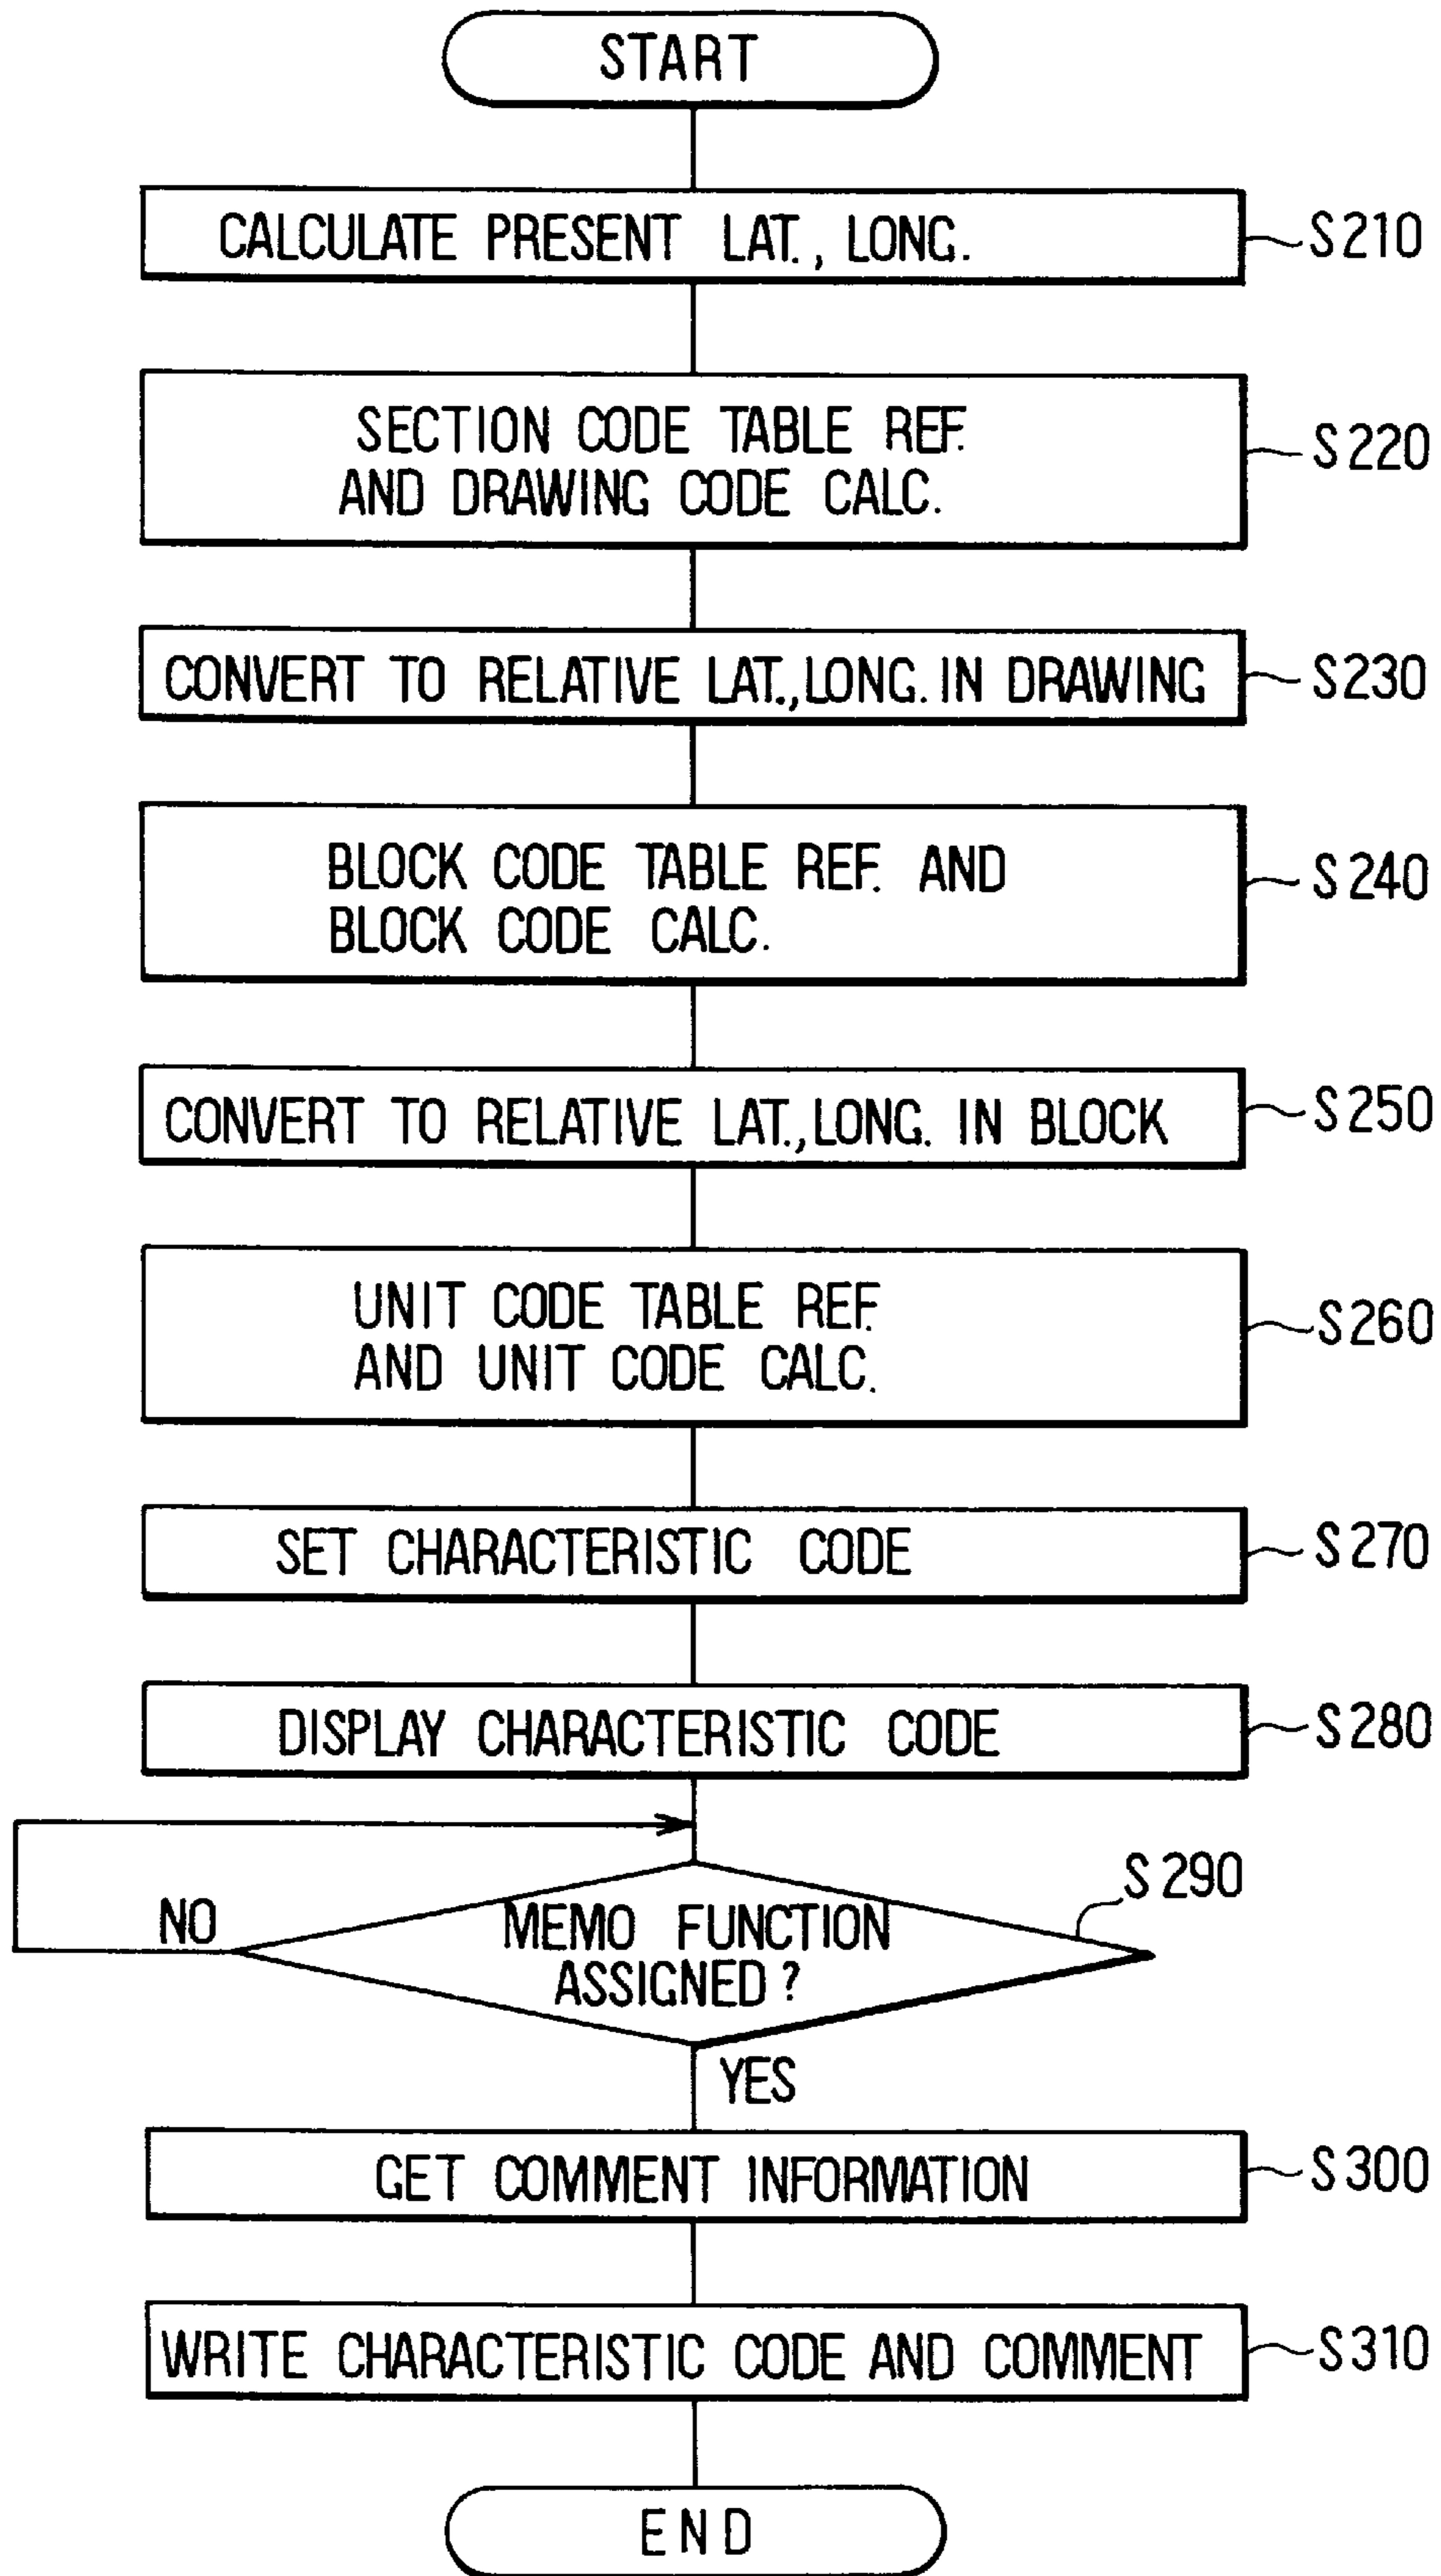 START
CALCULATE PRESENT LAT., LONG.
S210
SECTION CODE TABLE REF.
AND DRAWING CODE CALC.
S220
CONVERT TO RELATIVE LAT.,LONG. IN DRAWING
S230
BLOCK CODE TABLE REF. AND
BLOCK CODE CALC.
S240
CONVERT TO RELATIVE LAT.,LONG. IN BLOCK
S250
UNIT CODE TABLE REF.
AND UNIT CODE CALC.
S260
SET CHARACTERISTIC CODE
S270
DISPLAY CHARACTERISTIC CODE
S280
S290
NO
MEMO FUNCTION
ASSIGNED?
YES
GET COMMENT INFORMATION
S300
WRITE CHARACTERISTIC CODE AND COMMENT
S310
END